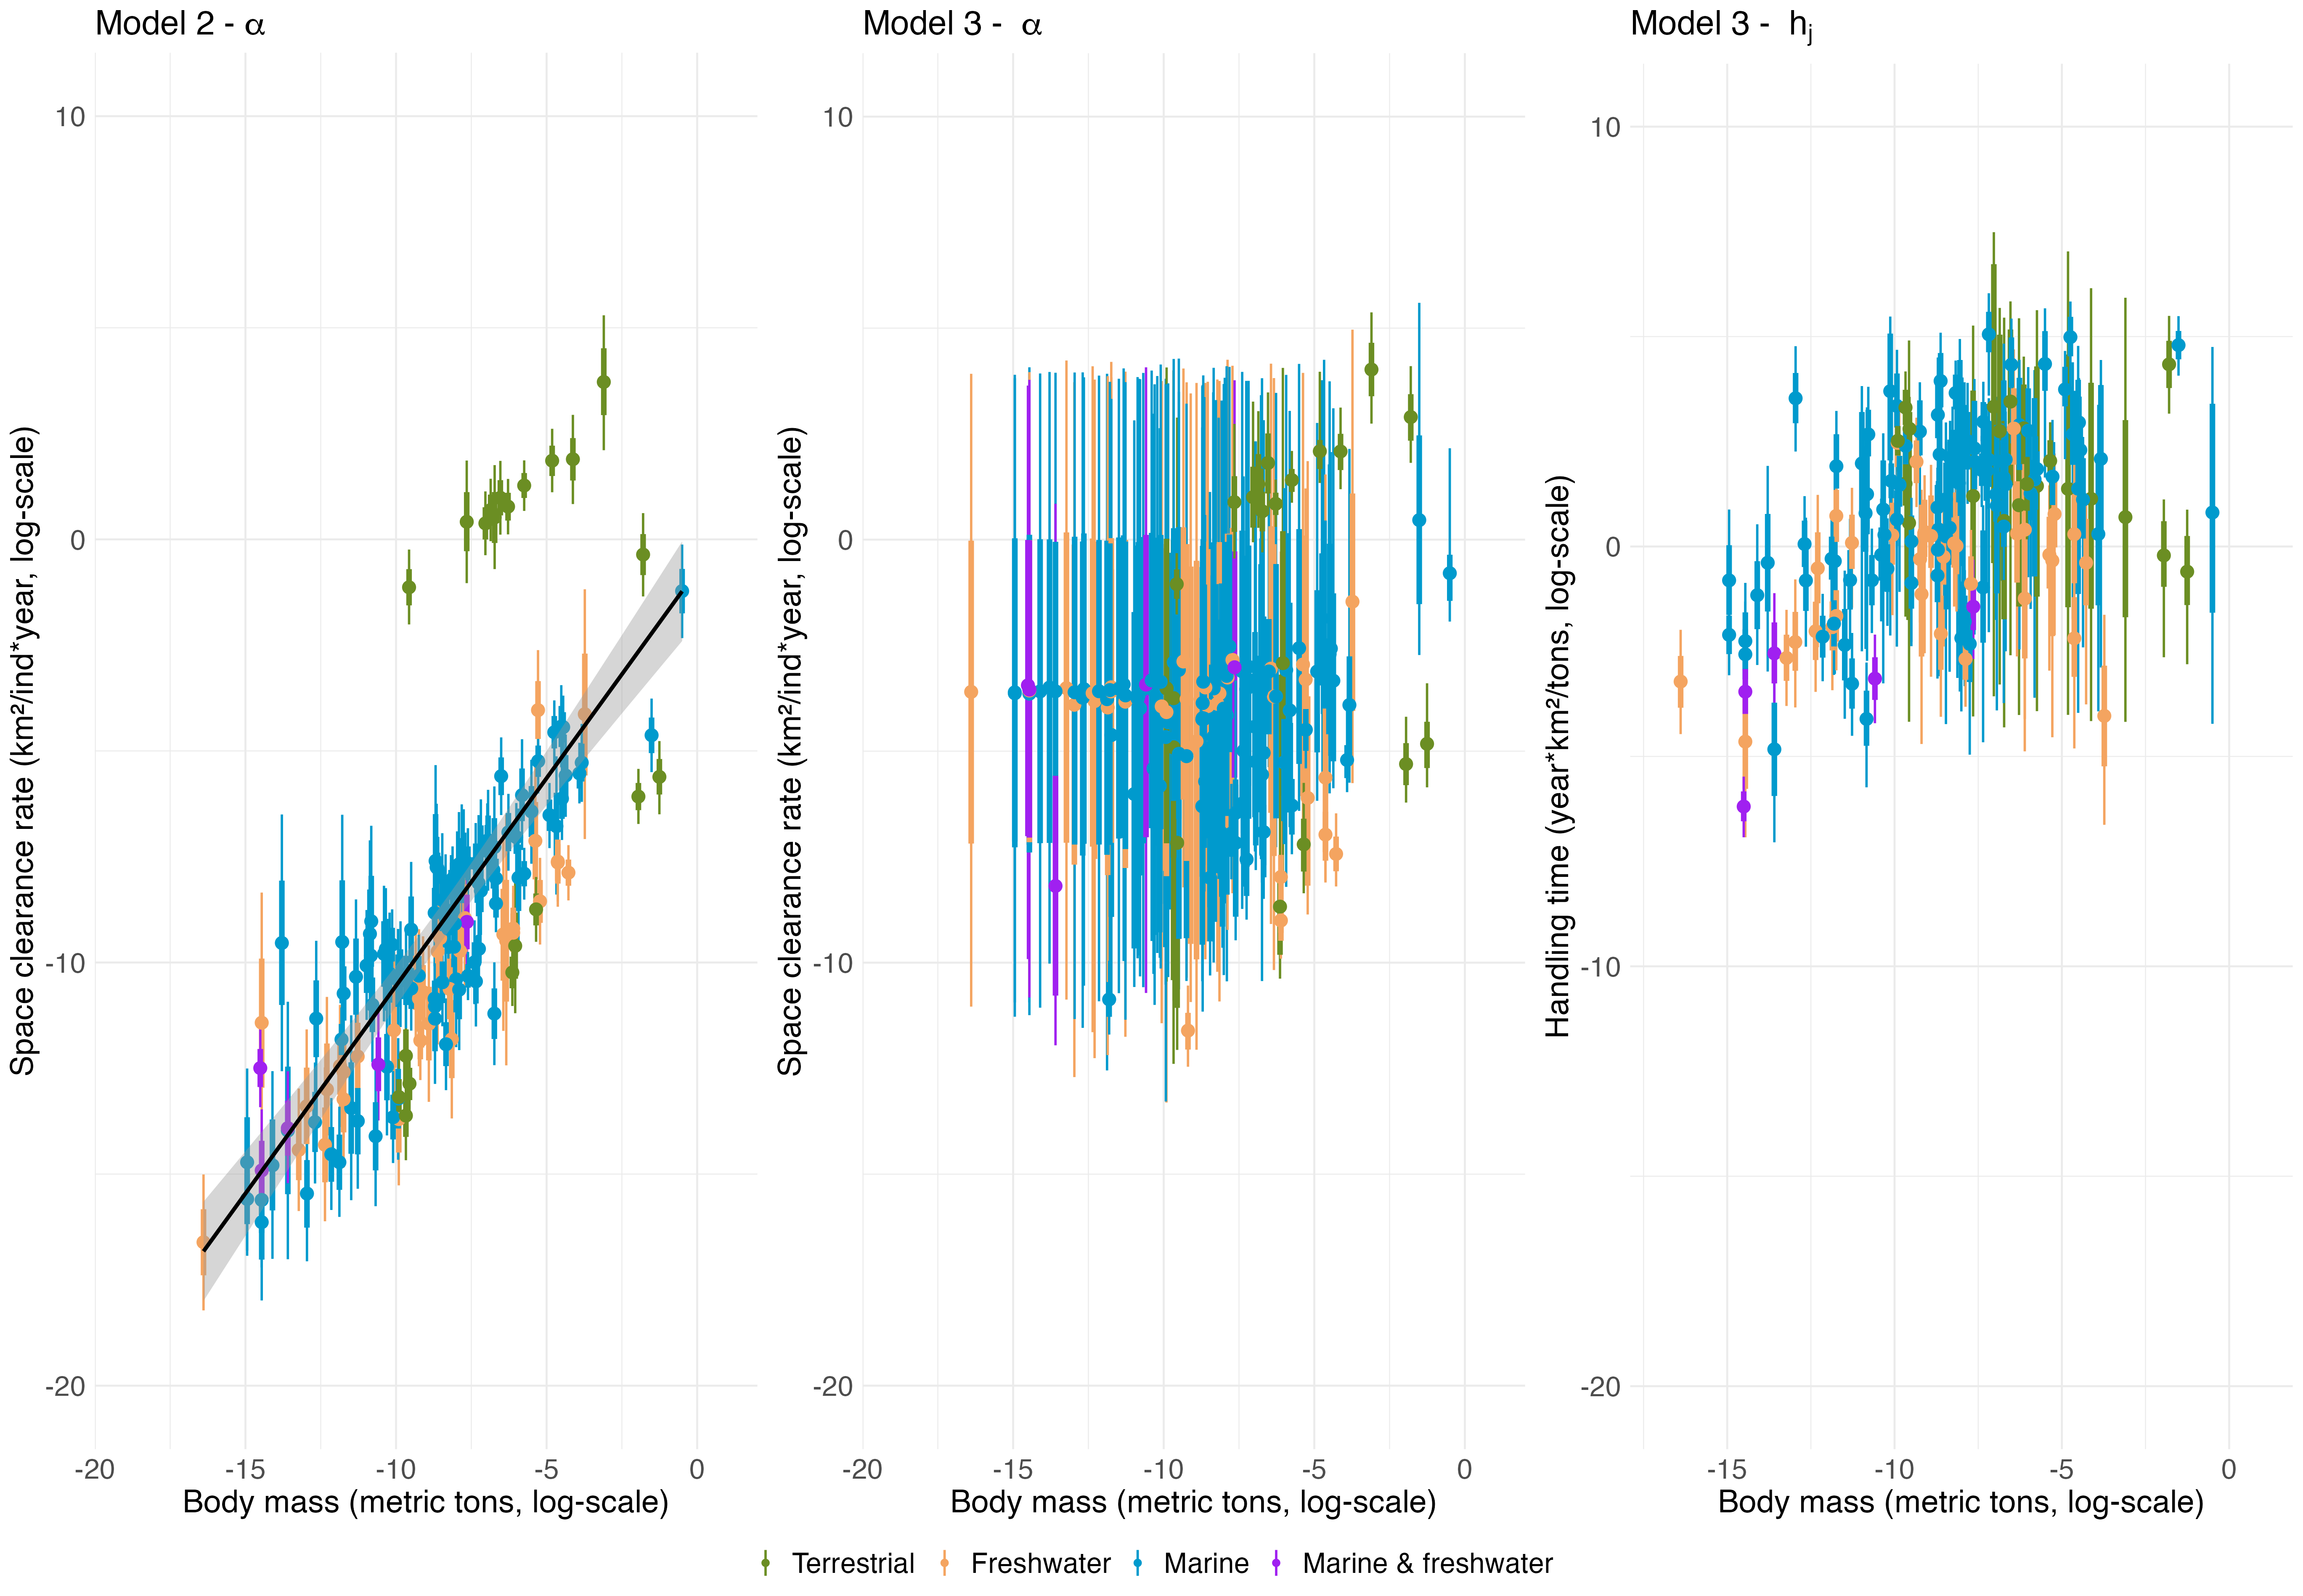 Model 2 - α
Space clearance rate (km²/ind*year, log-scale)
10
0
-10
-20
-20 -15 -10 -5 0
Body mass (metric tons, log-scale)
Model 3 - α
Space clearance rate (km²/ind*year, log-scale)
10
0
-10
-20
-20 -15 -10 -5 0
Body mass (metric tons, log-scale)
Model 3 - hj
Handling time (year*km²/tons, log-scale)
10
0
-10
-20
-15 -10 -5 0
Body mass (metric tons, log-scale)
Terrestrial Freshwater Marine Marine & freshwater